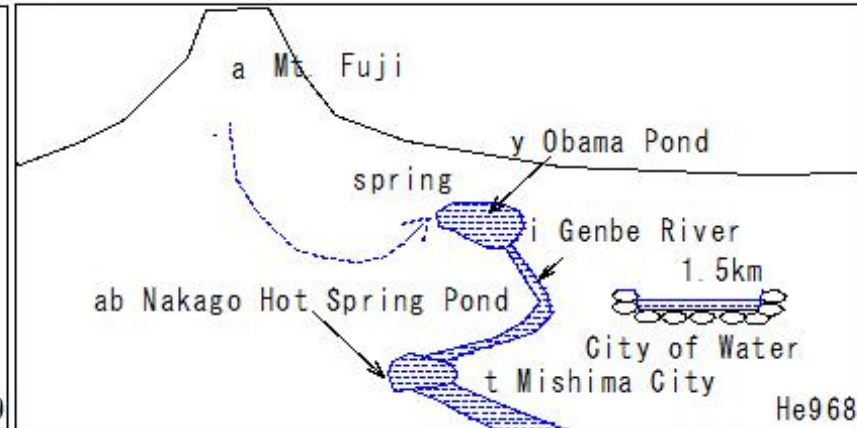 a Mt. Fuji
y Obama Pond
spring
i Genbe River
1.5km
ab Nakago Hot Spring Pond
City of Water
t Mishima City
He968